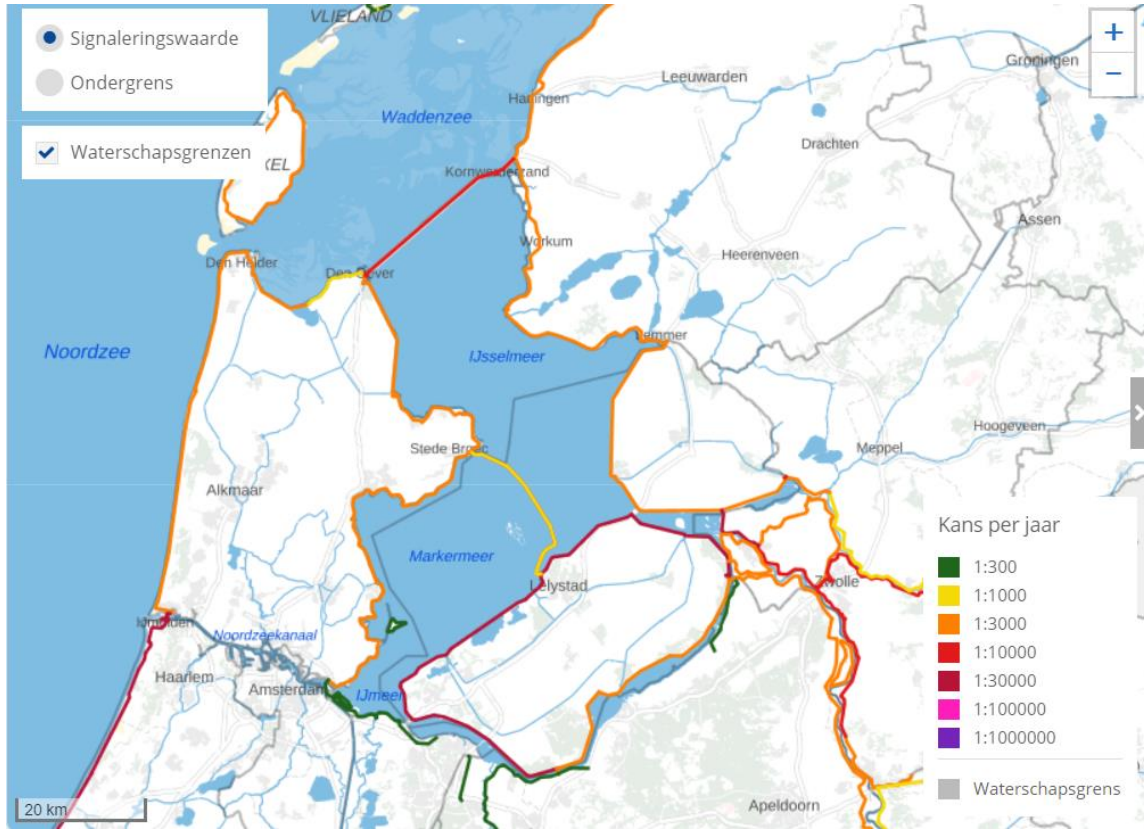 VLIELAND
Signaleringswaarde
Ondergrens
Waterschapsgrenzen
KEL
+
−
Groningen
Leeuwarden
Harlingen
Waddenzee
Drachten
Kornwerderzand
Assen
Workum
Den Helder
Den Oever
Heerenveen
Noordzee
Lemmer
IJsselmeer
Hoogeveen
Stede Broec
Meppel
Alkmaar
Markermeer
Lelystad
Zwolle
IJmuiden
Noordzeekanaal
Haarlem
Amsterdam
IJmeer
Apeldoorn
20 km
Kans per jaar
1:300
1:1000
1:3000
1:10000
1:30000
1:100000
1:1000000
Waterschapsgrens